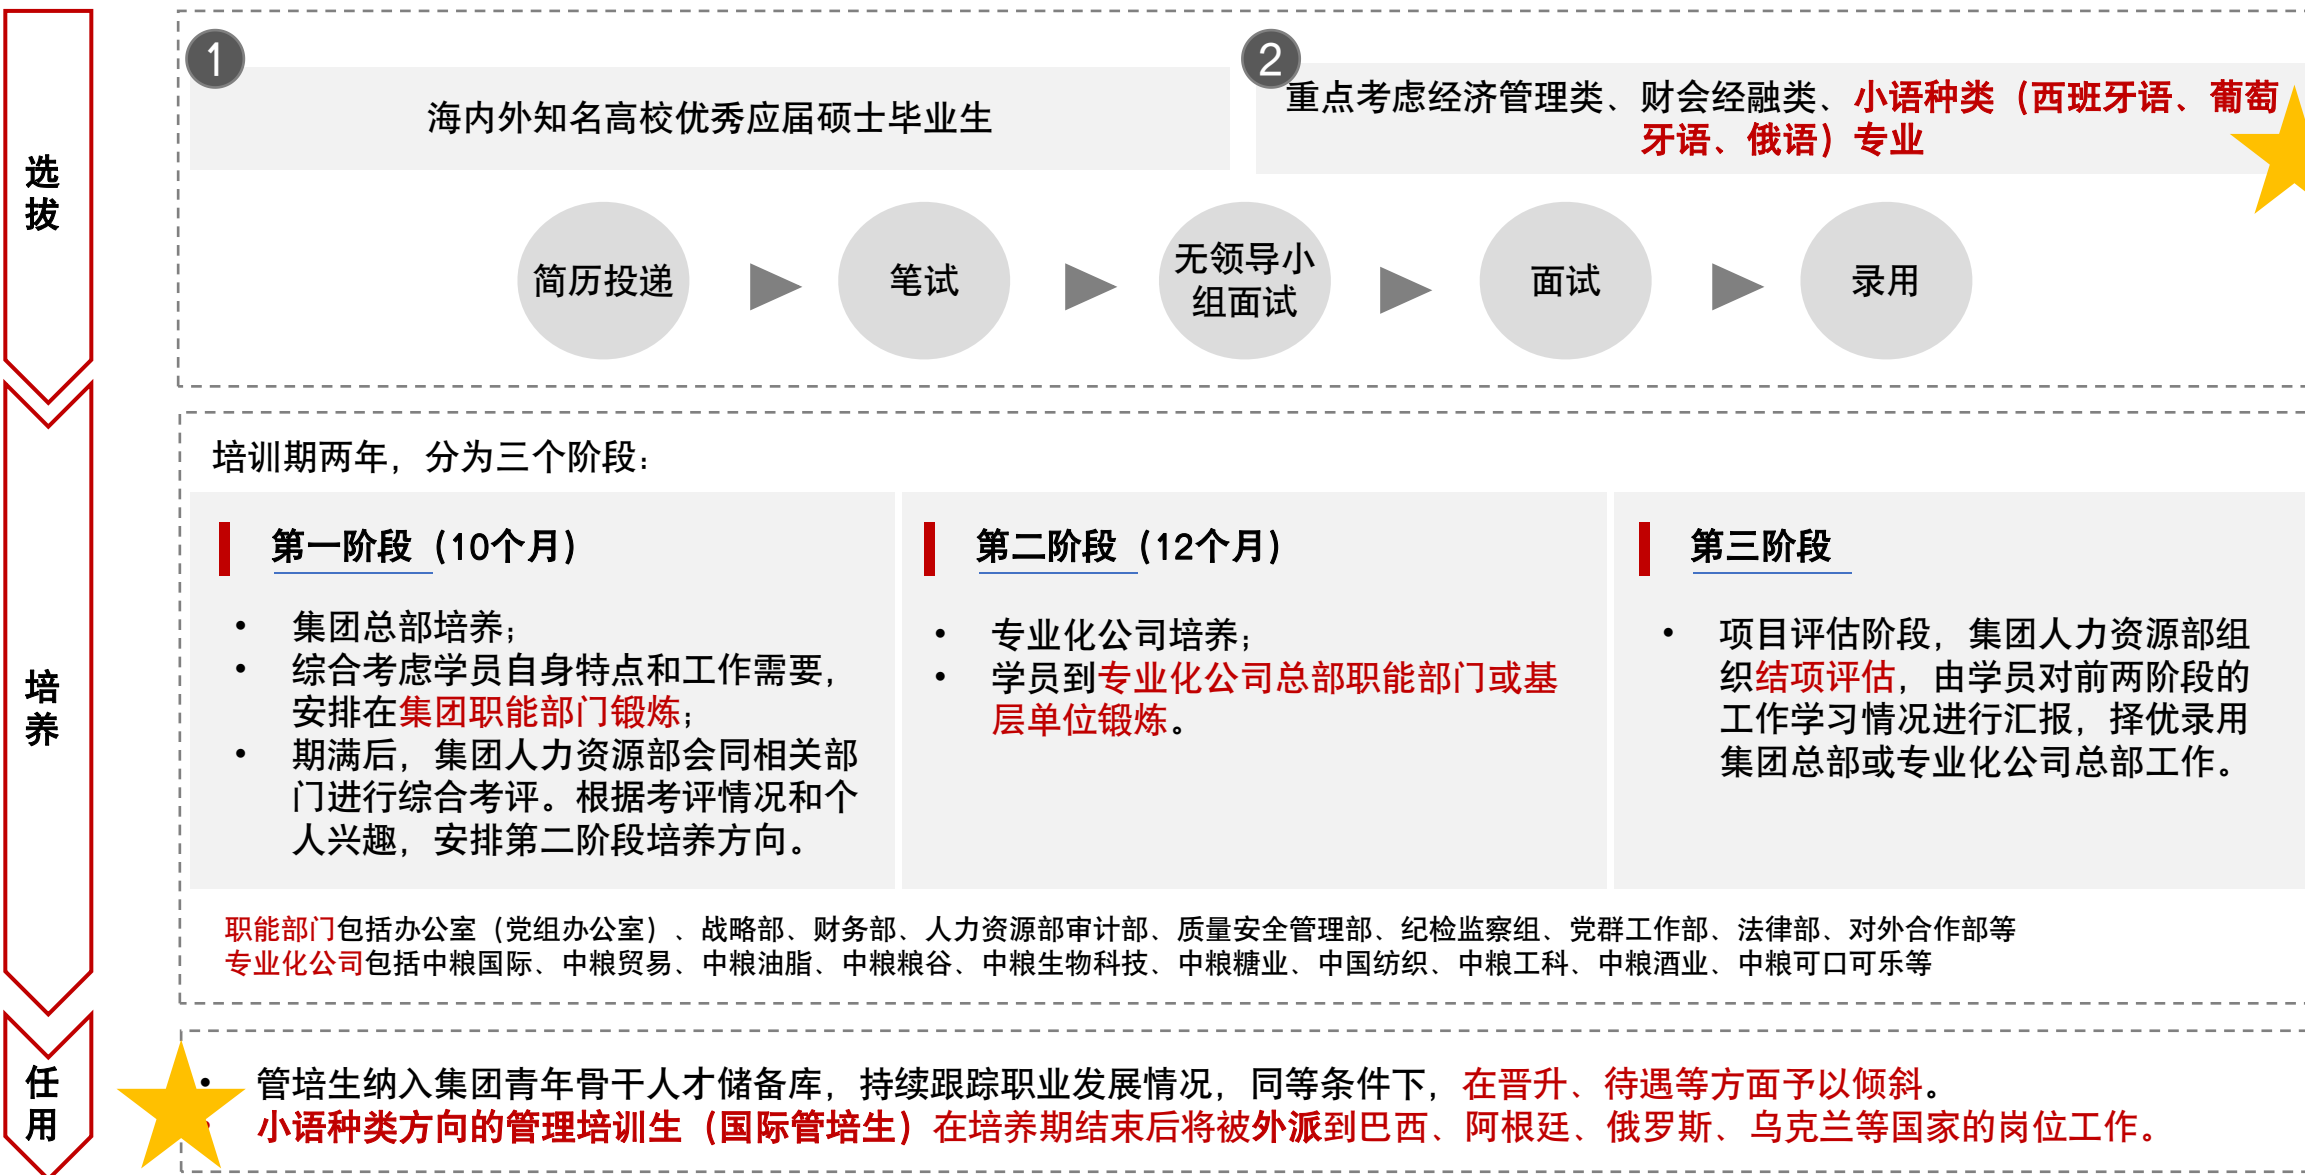 选
拔
1
海内外知名高校优秀应届硕士毕业生
2
重点考虑经济管理类、财会经融类、小语种类（西班牙语、葡萄
牙语、俄语）专业
简历投递
笔试
无领导小
组面试
面试
录用
培
养
培训期两年，分为三个阶段：
第一阶段（10个月）
• 集团总部培养；
• 综合考虑学员自身特点和工作需要，
安排在集团职能部门锻炼；
• 期满后，集团人力资源部会同相关部
门进行综合考评。根据考评情况和个
人兴趣，安排第二阶段培养方向。
第二阶段（12个月）
• 专业化公司培养；
• 学员到专业化公司总部职能部门或基
层单位锻炼。
第三阶段
• 项目评估阶段，集团人力资源部组
织结项评估，由学员对前两阶段的
工作学习情况进行汇报，择优录用
集团总部或专业化公司总部工作。
职能部门包括办公室（党组办公室）、战略部、财务部、人力资源部审计部、质量安全管理部、纪检监察组、党群工作部、法律部、对外合作部等
专业化公司包括中粮国际、中粮贸易、中粮油脂、中粮粮谷、中粮生物科技、中粮糖业、中国纺织、中粮工科、中粮酒业、中粮可口可乐等
任
用
• 管培生纳入集团青年骨干人才储备库，持续跟踪职业发展情况，同等条件下，在晋升、待遇等方面予以倾斜。
• 小语种类方向的管理培训生（国际管培生）在培养期结束后将被外派到巴西、阿根廷、俄罗斯、乌克兰等国家的岗位工作。